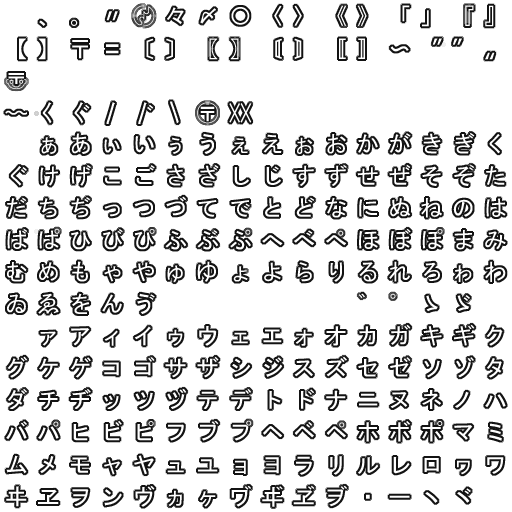 、。〃〄々〆〇〈〉《》「」『』
【】〒〓〔〕〖〗〘〙〚〛〜〝〞〟
〠
〰〱〲〳〴〵〶〷
ぁあぃいぅうぇえぉおかがきぎく
ぐけげこごさざしじすずせぜそぞた
だちぢっつづてでとどなにぬねのは
ばぱひびぴふぶぷへべぺほぼぽまみ
むめもゃやゅゆょよらりるれろゎわ
ゐゑをんゔ゛゜ゝゞ
ァアィイゥウェエォオカガキギク
グケゲコゴサザシジスズセゼソゾタ
ダチヂッツヅテデトドナニヌネノハ
バパヒビピフブプヘベペホボポマミ
ムメモャヤュユョヨラリルレロヮワ
ヰヱヲンヴヵヶヷヸヹヺ・ーヽヾ